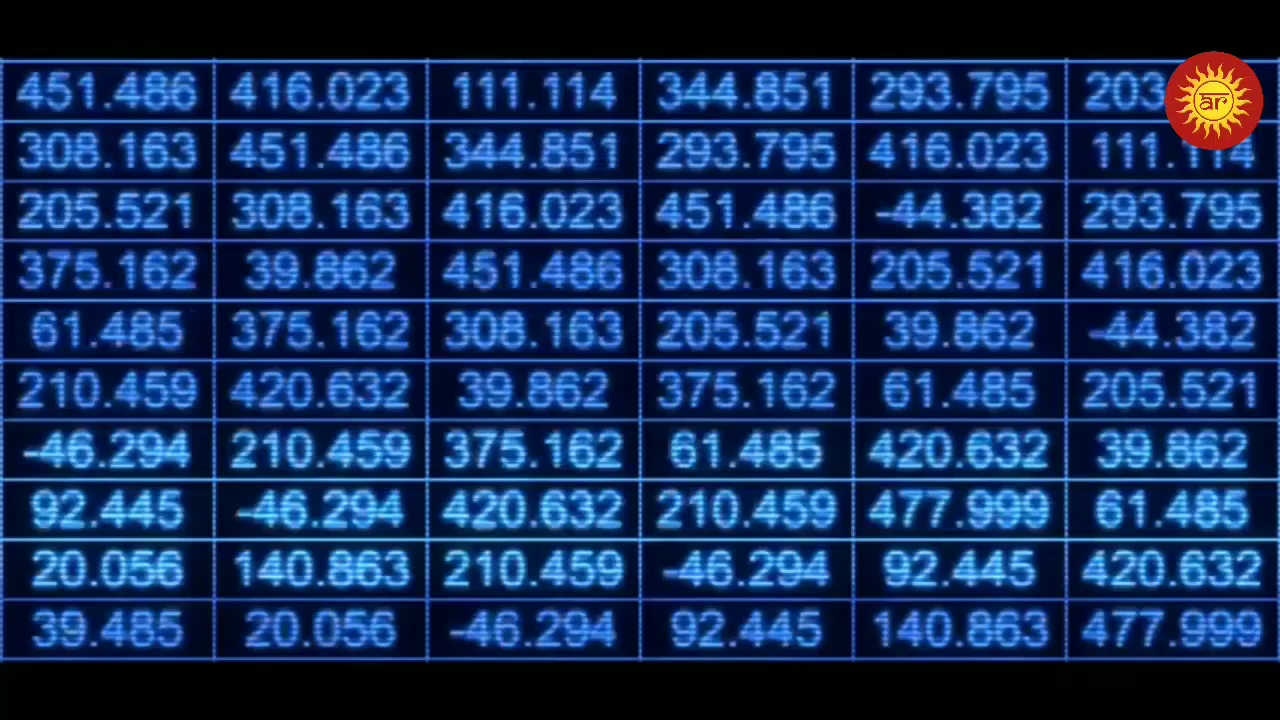 451.486 416.023 111.114 344.851 293.795 203
308.163 451.486 344.851 293.795 416.023 111.114
205.521 308.163 416.023 451.486 -44.382 293.795
375.162 39.862 451.486 308.163 205.521 416.023
61.485 375.162 308.163 205.521 39.862 -44.382
210.459 420.632 39.862 375.162 61.485 205.521
-46.294 210.459 375.162 61.485 420.632 39.862
92.445 -46.294 420.632 210.459 477.999 61.485
20.056 140.863 210.459 -46.294 92.445 420.632
39.485 20.056 -46.294 92.445 140.863 477.999